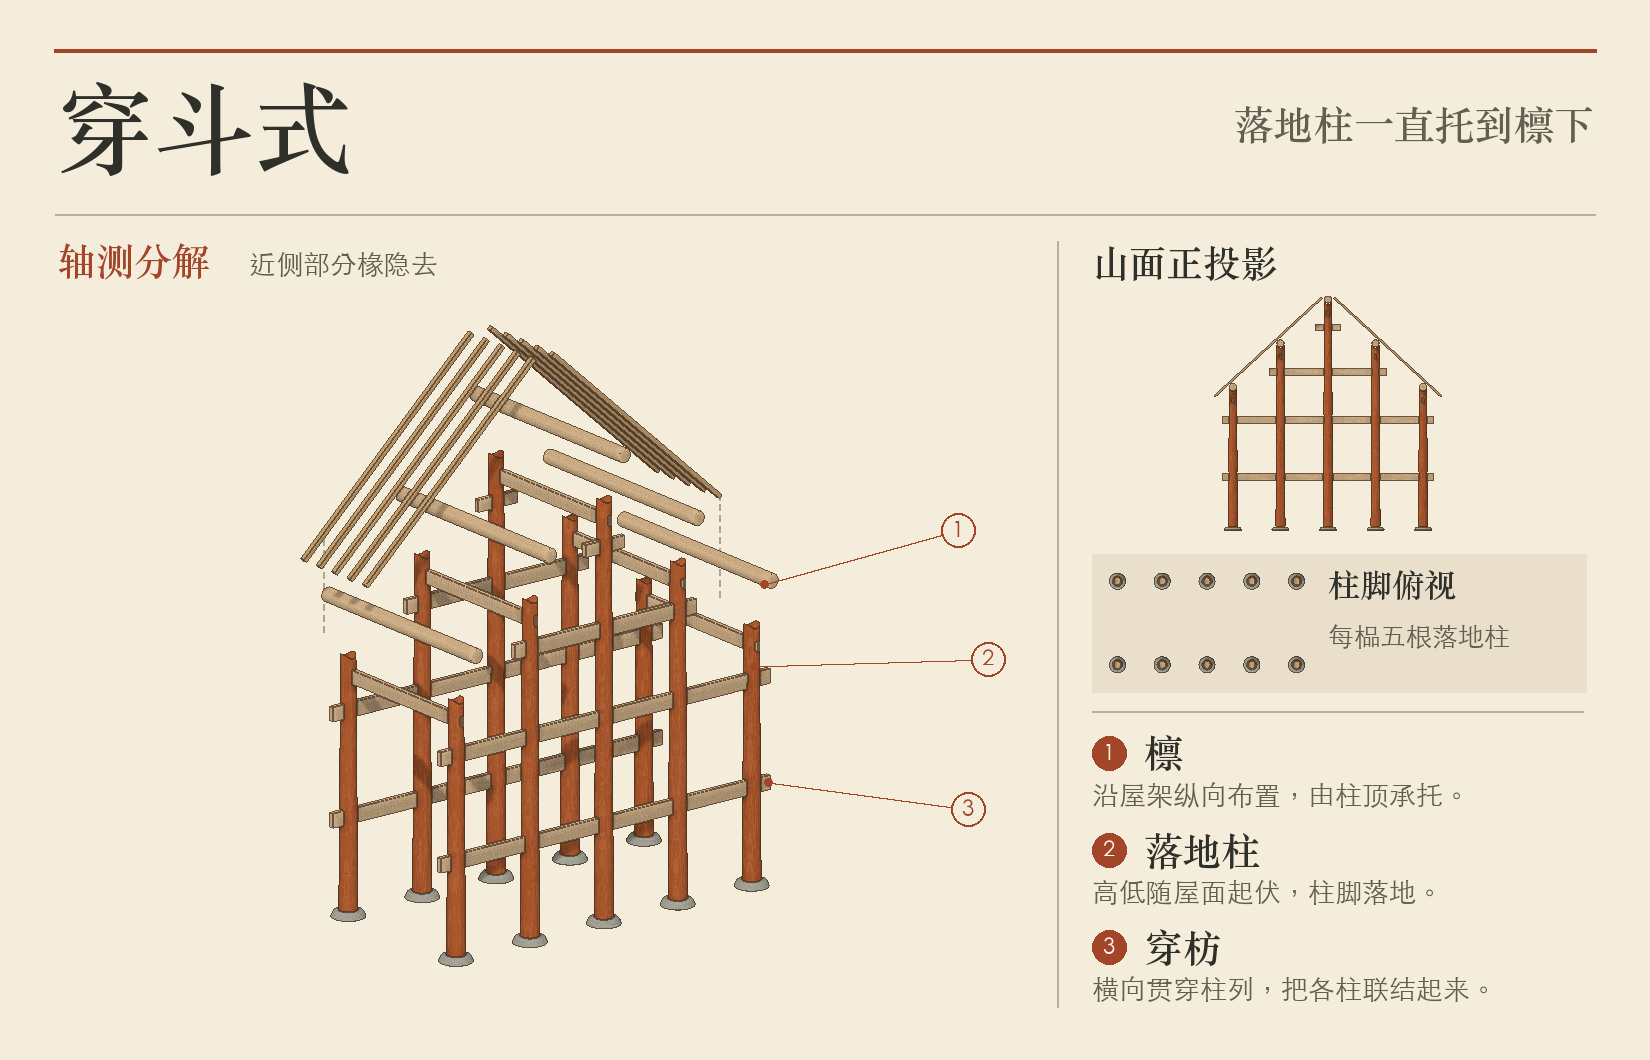 穿斗式
落地柱一直托到檩下
轴测分解
近侧部分椽隐去
山面正投影
1
2
3
柱脚俯视
每榀五根落地柱
1 檩
沿屋架纵向布置，由柱顶承托。
2 落地柱
高低随屋面起伏，柱脚落地。
3 穿枋
横向贯穿柱列，把各柱联结起来。